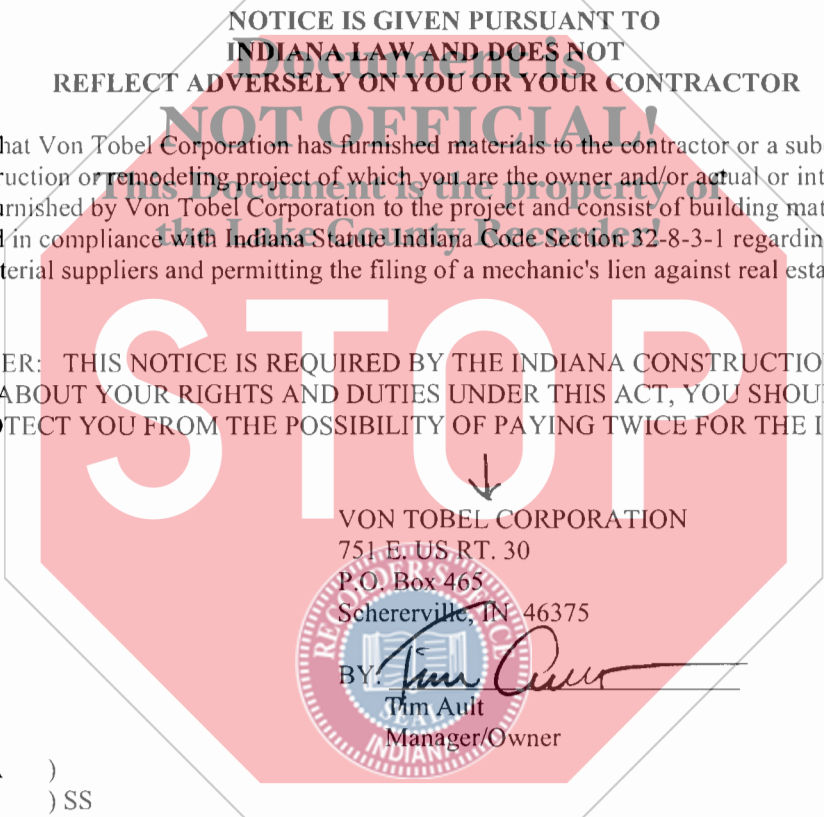 NOTICE IS GIVEN PURSUANT TO
INDIANA LAW AND DOES NOT
Document is
REFLECT ADVERSELY ON YOU OR YOUR CONTRACTOR
NOT OFFICIAL!
hat Von Tobel Corporation has furnished materials to the contractor or a sub
ruction or remodeling project of which you are the owner and/or actual or int
This Document is the property of
urnished by Von Tobel Corporation to the project and consist of building mat
the Lake County Recorder!
d in compliance with Indiana Statute Indiana Code Section 32-8-3-1 regardin
terial suppliers and permitting the filing of a mechanic's lien against real esta
STOP
ER: THIS NOTICE IS REQUIRED BY THE INDIANA CONSTRUCTIO
ABOUT YOUR RIGHTS AND DUTIES UNDER THIS ACT, YOU SHOU
OTECT YOU FROM THE POSSIBILITY OF PAYING TWICE FOR THE I
VON TOBEL CORPORATION
751 E. US RT. 30
P.O. Box 465
Schererville, IN 46375
RECORDER'S OFFICE
BY: Tim Ault
SEAL
Tim Ault
Manager/Owner
INDIANA
)
) SS